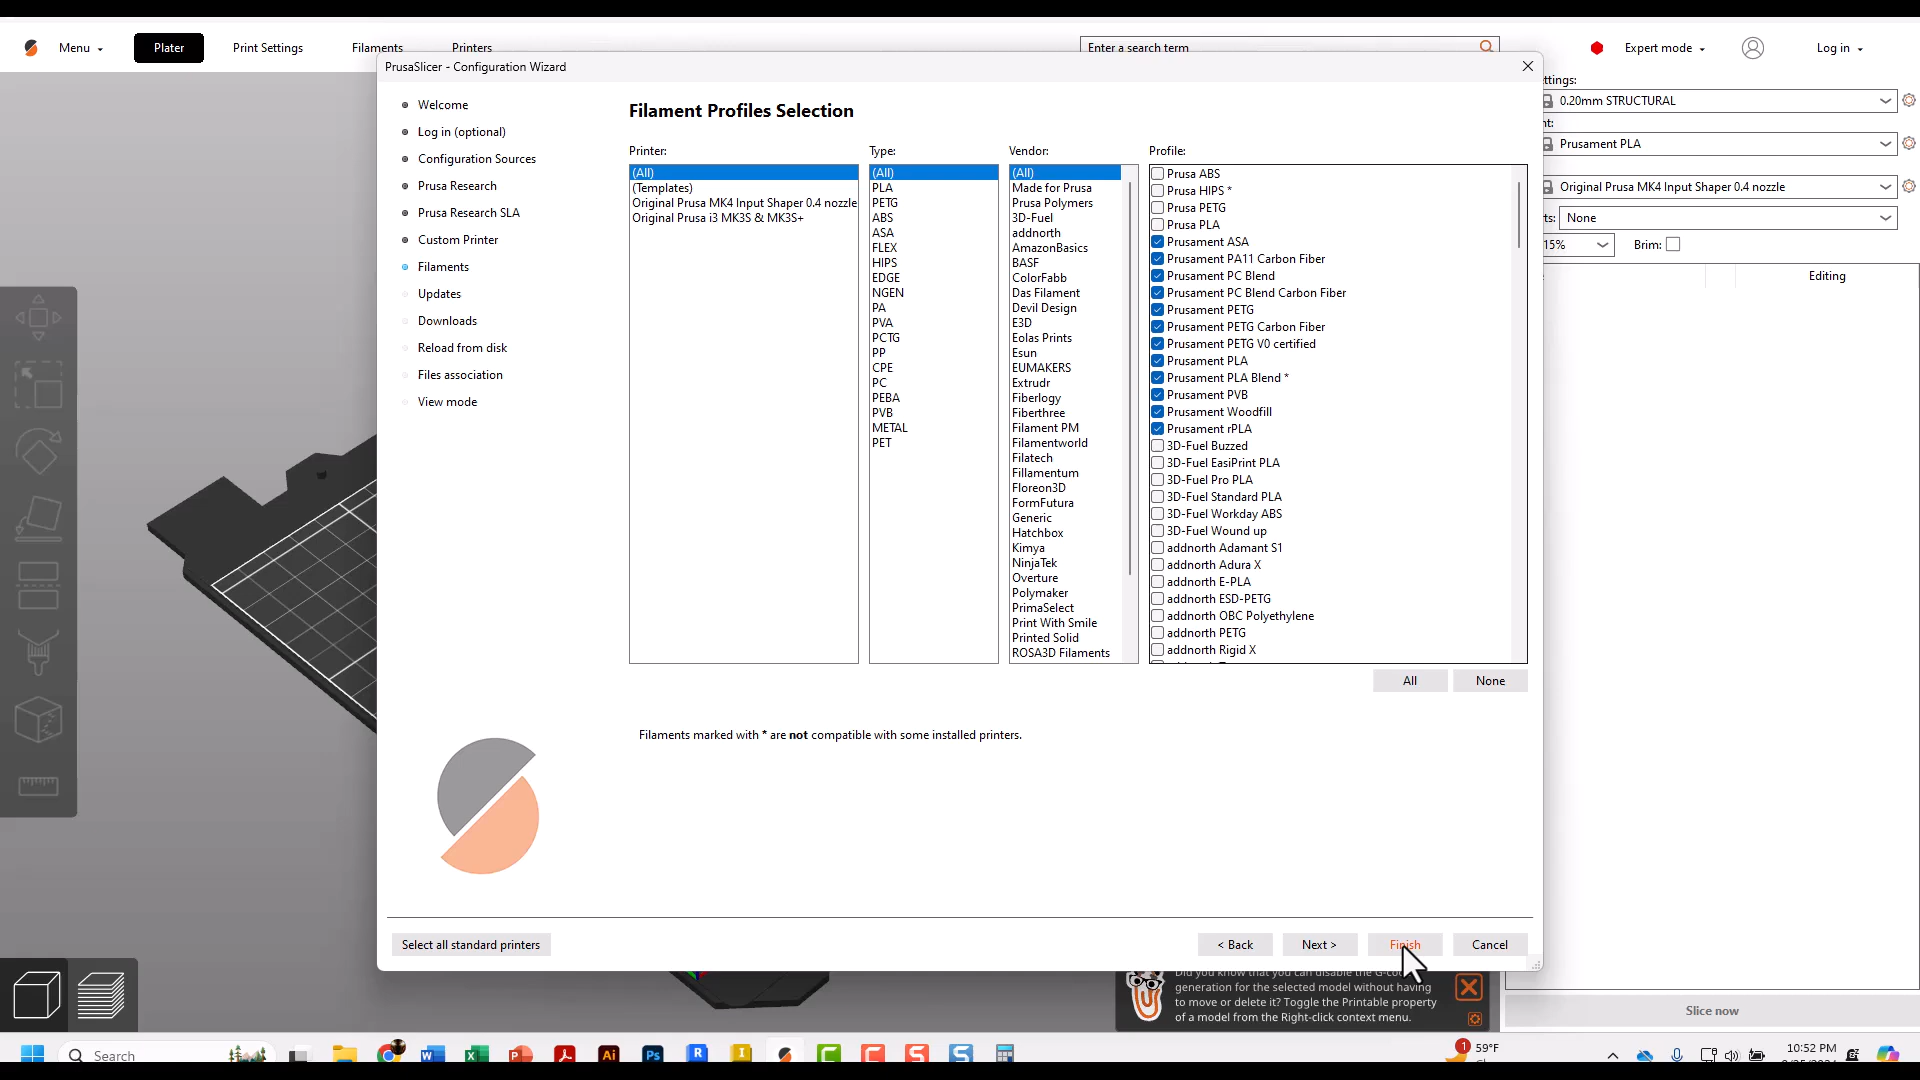 Menu
Plater
Print Settings
Filaments
Printers
Enter a search term
Expert mode
Log in
PrusaSlicer - Configuration Wizard
Welcome
Log in (optional)
Configuration Sources
Prusa Research
Prusa Research SLA
Custom Printer
Filaments
Updates
Downloads
Reload from disk
Files association
View mode
Filament Profiles Selection
Printer:
(All)
(Templates)
Original Prusa MK4 Input Shaper 0.4 nozzle
Original Prusa i3 MK3S & MK3S+
Type:
(All)
PLA
PETG
ABS
ASA
FLEX
HIPS
EDGE
NGEN
PA
PVA
PCTG
PP
CPE
PC
PEBA
PVB
METAL
PET
Vendor:
(All)
Made for Prusa
Prusa Polymers
3D-Fuel
addnorth
AmazonBasics
BASF
ColorFabb
Das Filament
Devil Design
E3D
Eolas Prints
Esun
EUMAKERS
Extrudr
Fiberlogy
Fiberthree
Filament PM
Filamentworld
Filatech
Fillamentum
Floreon3D
FormFutura
Generic
Hatchbox
Kimya
NinjaTek
Overture
Polymaker
PrimaSelect
Print With Smile
Printed Solid
ROSA3D Filaments
Profile:
Prusa ABS
Prusa HIPS *
Prusa PETG
Prusa PLA
Prusament ASA
Prusament PA11 Carbon Fiber
Prusament PC Blend
Prusament PC Blend Carbon Fiber
Prusament PETG
Prusament PETG Carbon Fiber
Prusament PETG V0 certified
Prusament PLA
Prusament PLA Blend *
Prusament PVB
Prusament Woodfill
Prusament rPLA
3D-Fuel Buzzed
3D-Fuel EasiPrint PLA
3D-Fuel Pro PLA
3D-Fuel Standard PLA
3D-Fuel Workday ABS
3D-Fuel Wound up
addnorth Adamant S1
addnorth Adura X
addnorth E-PLA
addnorth ESD-PETG
addnorth OBC Polyethylene
addnorth PETG
addnorth Rigid X
All
None
Filaments marked with * are not compatible with some installed printers.
Select all standard printers
< Back
Next >
Finish
Cancel
ttings:
0.20mm STRUCTURAL
nt:
Prusament PLA
Original Prusa MK4 Input Shaper 0.4 nozzle
rts:
None
15%
Brim:
Editing
Did you know that you can disable the G-co
generation for the selected model without having
to move or delete it? Toggle the Printable property
of a model from the Right-click context menu.
Slice now
Search
1
59°F
10:52 PM